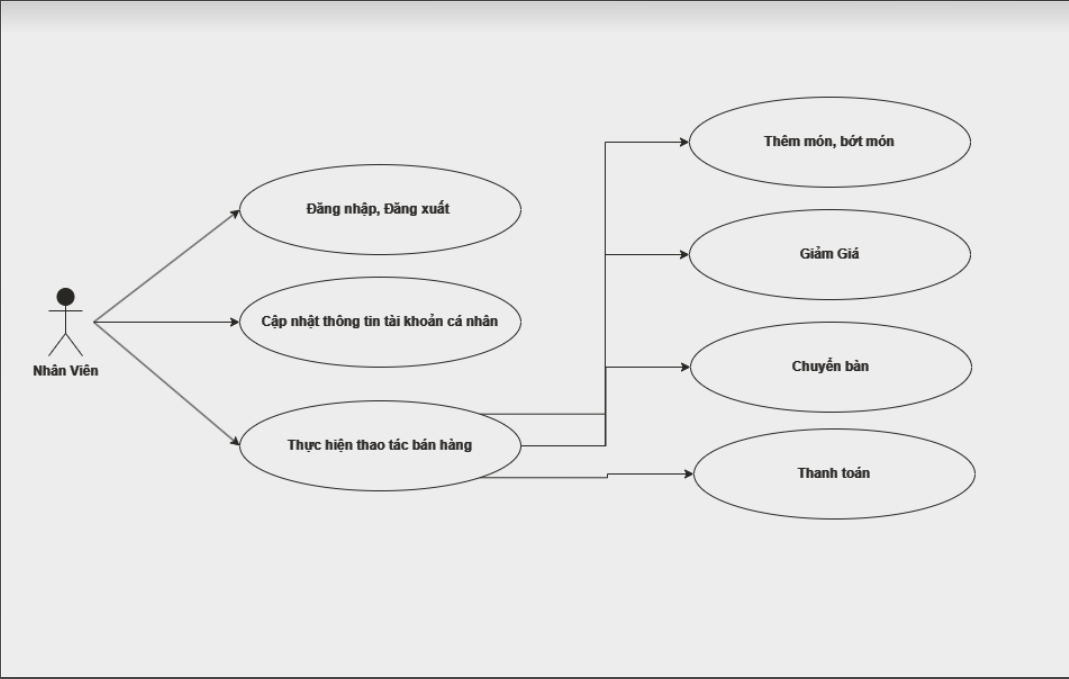 Thêm món, bớt món
Đăng nhập, Đăng xuất
Giảm Giá
Cập nhật thông tin tài khoản cá nhân
Nhân Viên
Chuyển bàn
Thực hiện thao tác bán hàng
Thanh toán